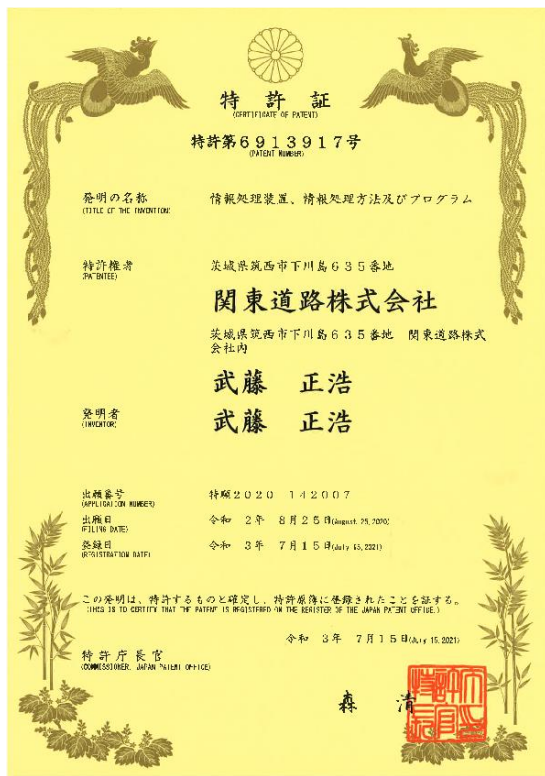 特許証
(CERTIFICATE OF PATENT)
特許第6913917号
(PATENT NUMBER)
発明の名称
(TITLE OF THE INVENTION)
情報処理装置、情報処理方法及びプログラム
特許権者
(PATENTEE)
茨城県筑西市下川島635番地
関東道路株式会社
茨城県筑西市下川島635番地 関東道路株式
会社内
武藤 正浩
発明者
(INVENTOR)
武藤 正浩
出願番号
(APPLICATION NUMBER)
特願2020 142007
出願日
(FILING DATE)
令和 2年 8月25日(August 25,2020)
登録日
(REGISTRATION DATE)
令和 3年 7月15日(July 15,2021)
この発明は、特許するものと確定し、特許原簿に登録されたことを証する。
(THIS IS TO CERTIFY THAT THE PATENT IS REGISTERED ON THE REGISTER OF THE JAPAN PATENT OFFICE.)
令和 3年 7月15日(July 15,2021)
特許庁長官
(COMMISSIONER, JAPAN PATENT OFFICE)
森 清